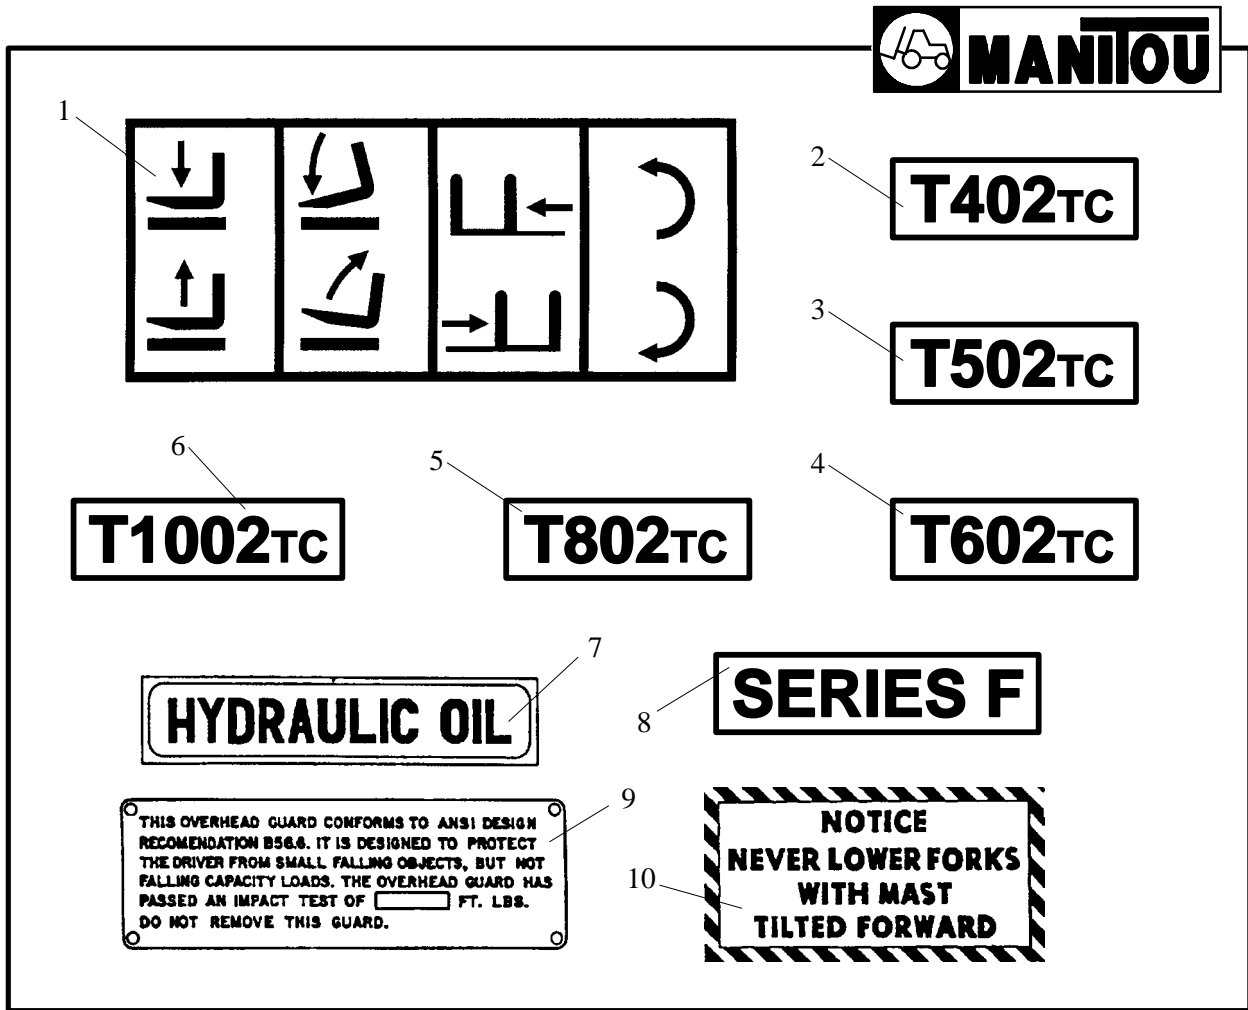 MANITOU
1
2
T402TC
3
T502TC
6
5
4
T1002TC
T802TC
T602TC
7
HYDRAULIC OIL
8
SERIES F
9
THIS OVERHEAD GUARD CONFORMS TO ANSI DESIGN
RECOMENDATION B56.6. IT IS DESIGNED TO PROTECT
THE DRIVER FROM SMALL FALLING OBJECTS, BUT NOT
FALLING CAPACITY LOADS. THE OVERHEAD GUARD HAS
PASSED AN IMPACT TEST OF FT. LBS.
DO NOT REMOVE THIS GUARD.
10
NOTICE
NEVER LOWER FORKS
WITH MAST
TILTED FORWARD